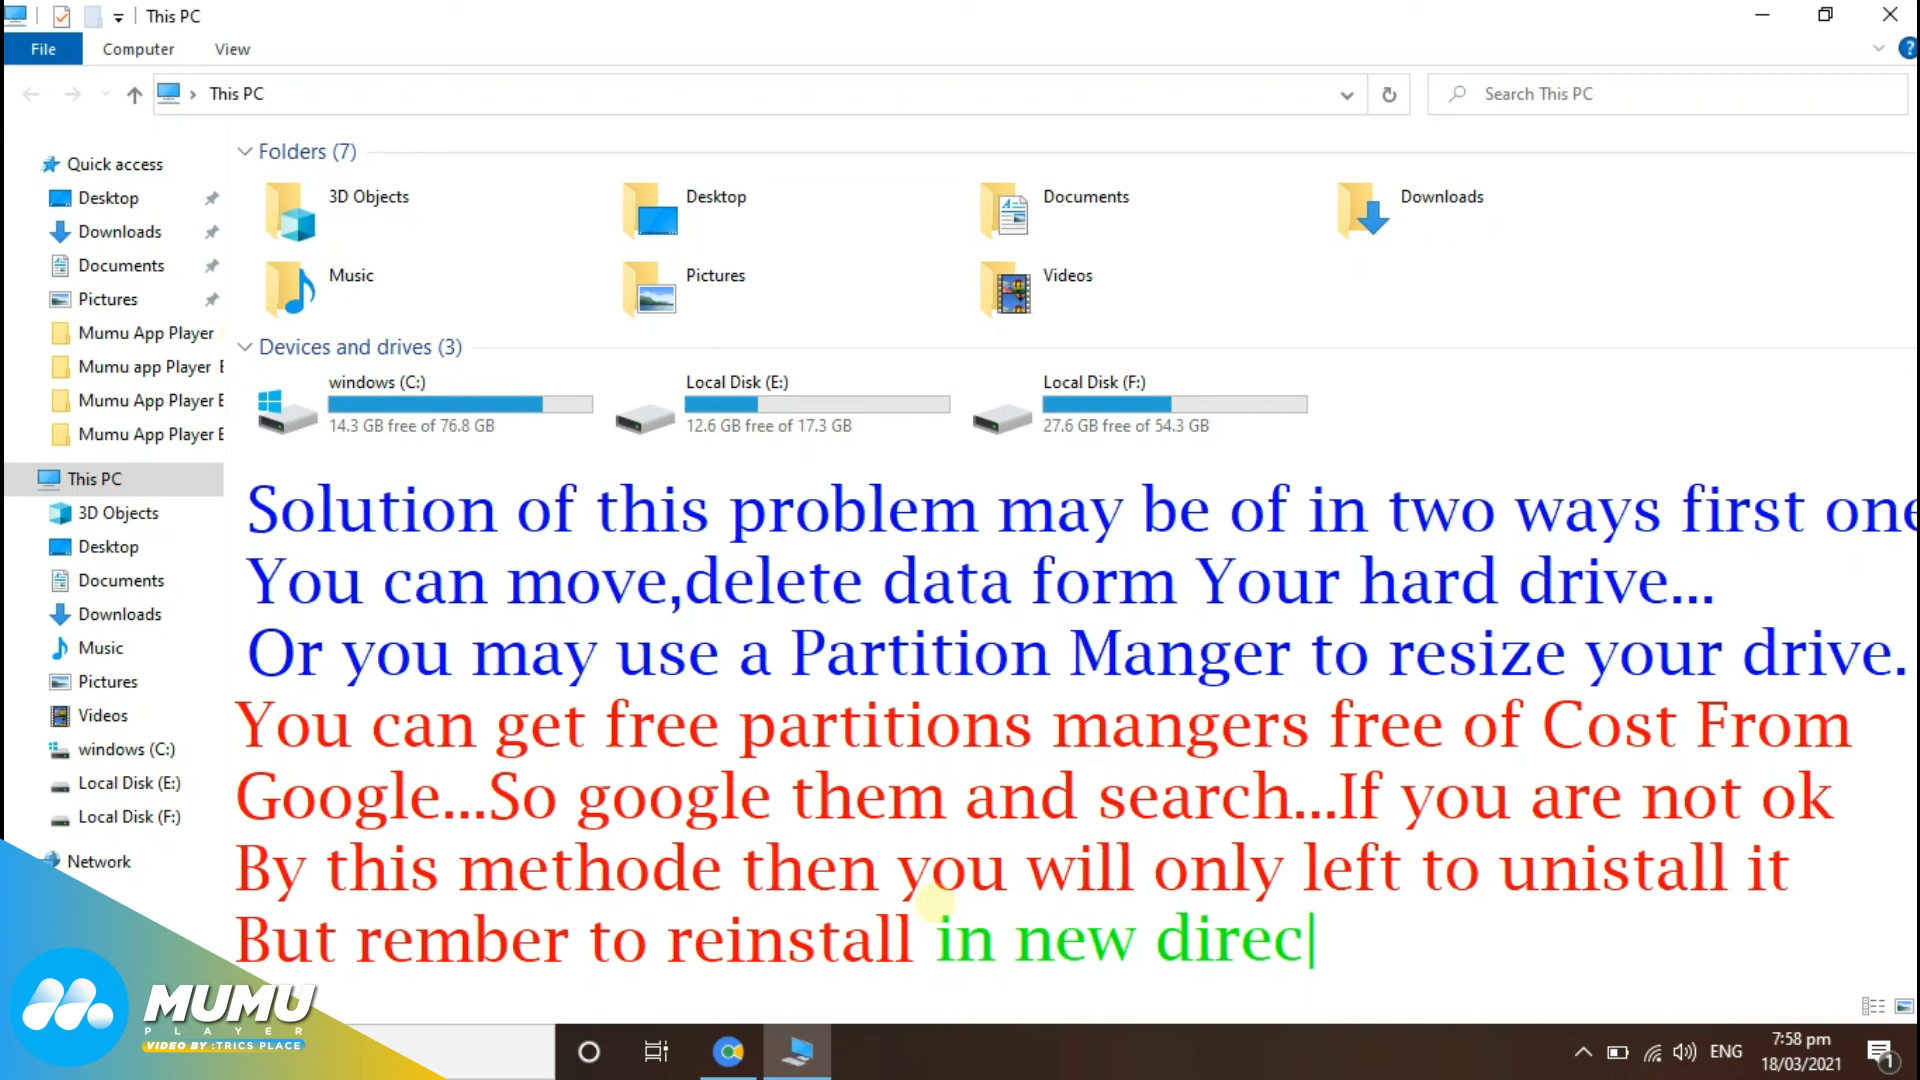 This PC
File Computer View
This PC
Search This PC
Quick access
Desktop
Downloads
Documents
Pictures
Mumu App Player
Mumu app Player E
Mumu App Player E
Mumu App Player E
This PC
3D Objects
Desktop
Documents
Downloads
Music
Pictures
Videos
windows (C:)
Local Disk (E:)
Local Disk (F:)
Network
Folders (7)
3D Objects
Desktop
Documents
Downloads
Music
Pictures
Videos
Devices and drives (3)
windows (C:)
14.3 GB free of 76.8 GB
Local Disk (E:)
12.6 GB free of 17.3 GB
Local Disk (F:)
27.6 GB free of 54.3 GB
Solution of this problem may be of in two ways first one
You can move,delete data form Your hard drive...
Or you may use a Partition Manger to resize your drive.
You can get free partitions mangers free of Cost From
Google...So google them and search...If you are not ok
By this methode then you will only left to unistall it
But rember to reinstall in new direc
MUMU
PLAYER
VIDEO BY :TRICS PLACE
ENG
7:58 pm
18/03/2021
1